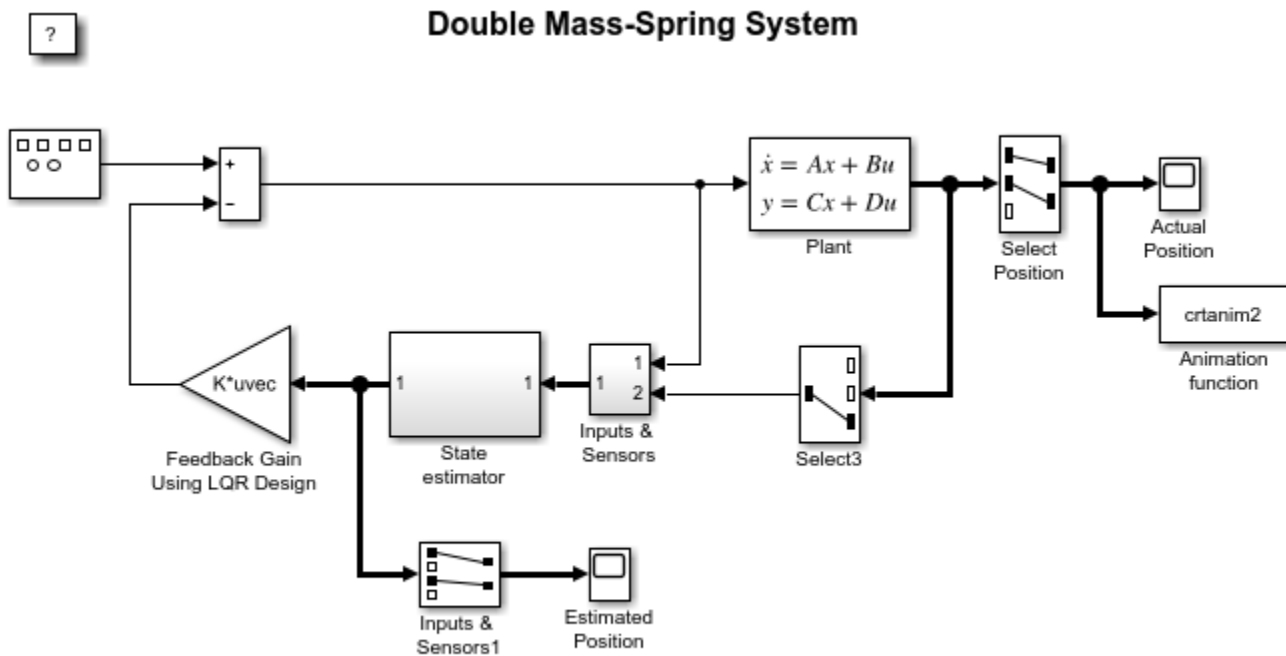 Double Mass-Spring System
?
+
−
ẋ = Ax + Bu
y = Cx + Du
Plant
Select
Position
Actual
Position
crtanim2
Animation
function
K*uvec
Feedback Gain
Using LQR Design
1
1
State
estimator
1
1
2
Inputs &
Sensors
Select3
Inputs &
Sensors1
Estimated
Position